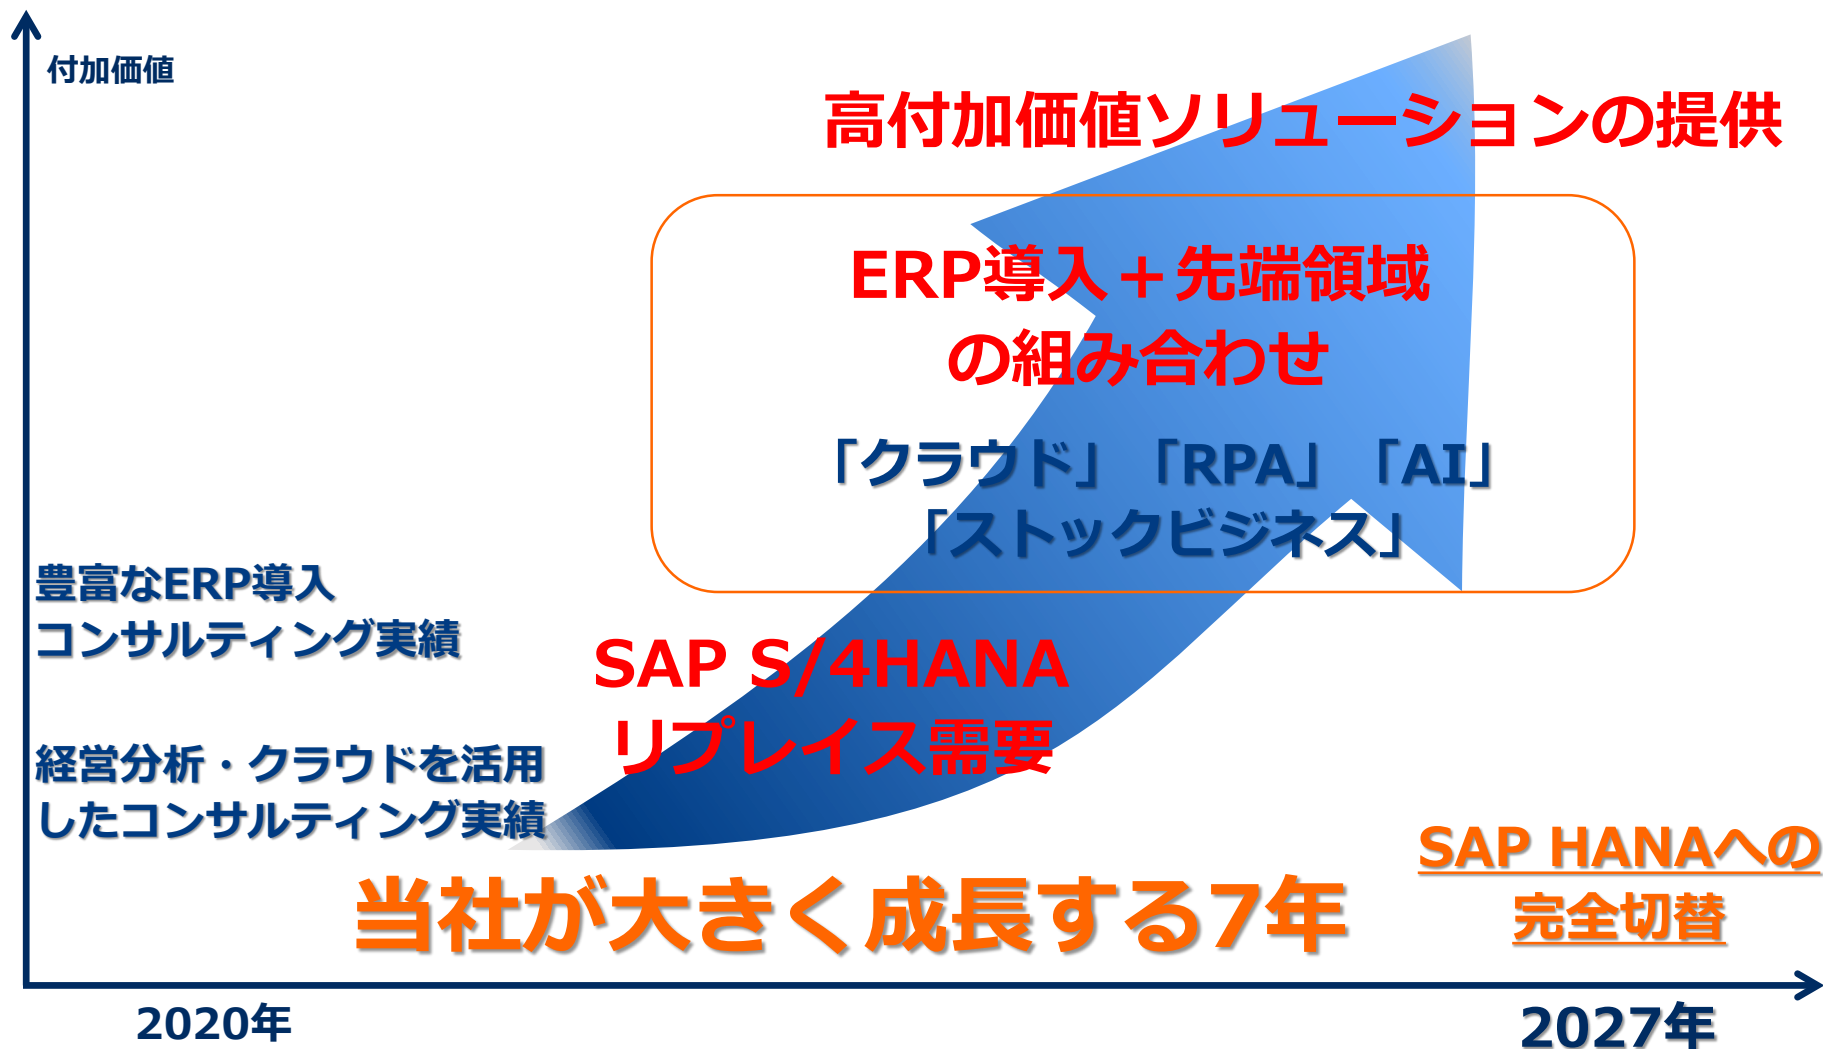 付加価値
高付加価値ソリューションの提供
ERP導入＋先端領域
の組み合わせ
「クラウド」「RPA」「AI」
「ストックビジネス」
豊富なERP導入
コンサルティング実績
SAP S/4HANA
リプレイス需要
経営分析・クラウドを活用
したコンサルティング実績
SAP HANAへの
完全切替
当社が大きく成長する7年
2020年
2027年